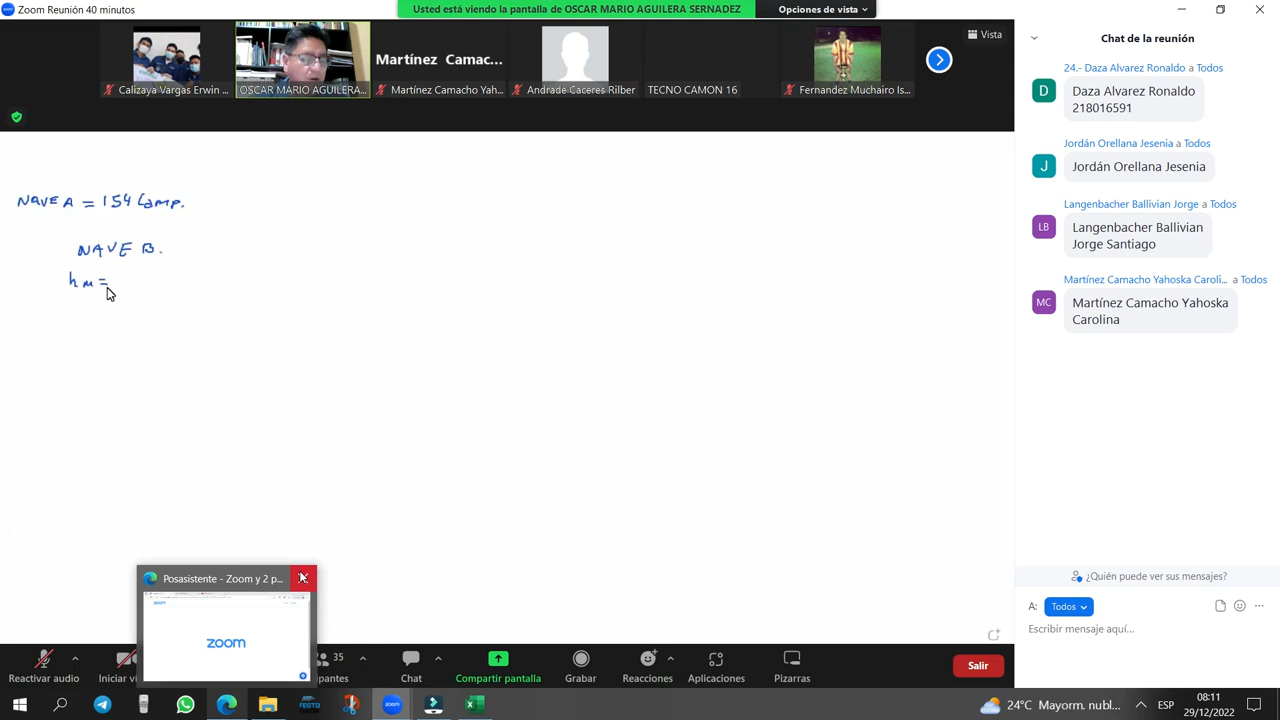 Zoom Reunión 40 minutos
Usted está viendo la pantalla de OSCAR MARIO AGUILERA SERNADEZ
Opciones de vista
Vista
Martínez Camac...
Calizaya Vargas Erwin ...
OSCAR MARIO AGUILERA...
Martínez Camacho Yah...
Andrade Caceres Rilber
TECNO CAMON 16
Fernandez Muchairo Is...
NAVE A = 154 Lamp.
NAVE B.
hm =
Posasistente - Zoom y 2 p...
zoom
zoom
Chat de la reunión
24.- Daza Alvarez Ronaldo a Todos
D
Daza Alvarez Ronaldo
218016591
Jordán Orellana Jesenia a Todos
J
Jordán Orellana Jesenia
Langenbacher Ballivian Jorge a Todos
LB
Langenbacher Ballivian
Jorge Santiago
Martínez Camacho Yahoska Caroli... a Todos
MC
Martínez Camacho Yahoska
Carolina
¿Quién puede ver sus mensajes?
A: Todos
Escribir mensaje aquí...
Reactivar audio
Iniciar vi
35
ipantes
Chat
Compartir pantalla
Grabar
Reacciones
Aplicaciones
Pizarras
Salir
FESTO
24°C Mayorm. nubl...
ESP
08:11
29/12/2022